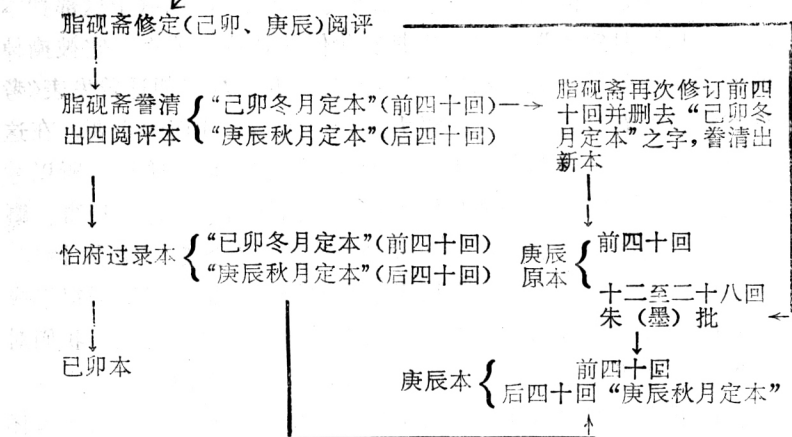 脂砚斋修定(己卯、庚辰)阅评
脂砚斋誊清
出四阅评本
“己卯冬月定本”(前四十回)
“庚辰秋月定本”(后四十回)
脂砚斋再次修订前四
十回并删去“己卯冬
月定本”之字，誊清出
新本
怡府过录本
“已卯冬月定本”(前四十回)
“庚辰秋月定本”(后四十回)
庚辰
原本
前四十回
十二至二十八回
朱（墨）批
已卯本
庚辰本
前四十回
后四十回“庚辰秋月定本”